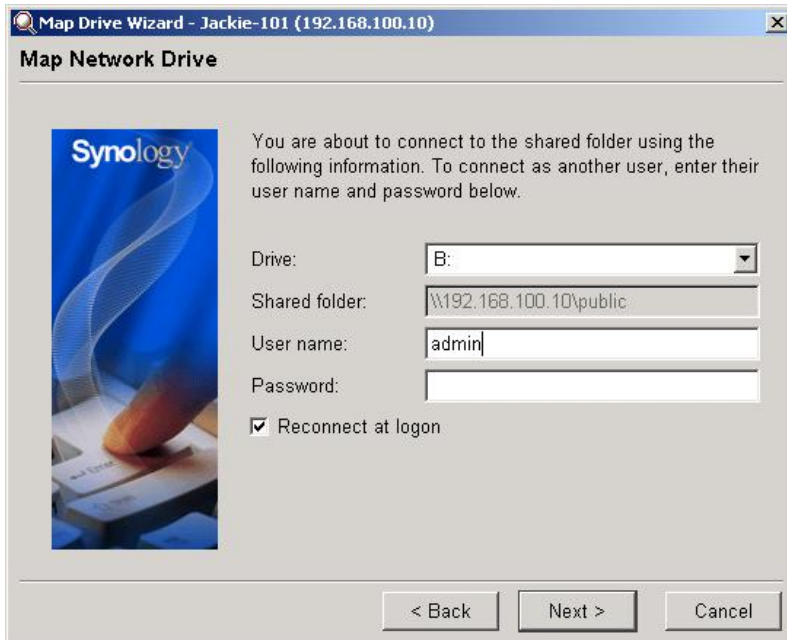 Map Drive Wizard - Jackie-101 (192.168.100.10)
Map Network Drive
Synology
You are about to connect to the shared folder using the
following information. To connect as another user, enter their
user name and password below.
Drive: B:
Shared folder: \\192.168.100.10\public
User name: admin
Password:
Reconnect at logon
Enter
< Back Next > Cancel